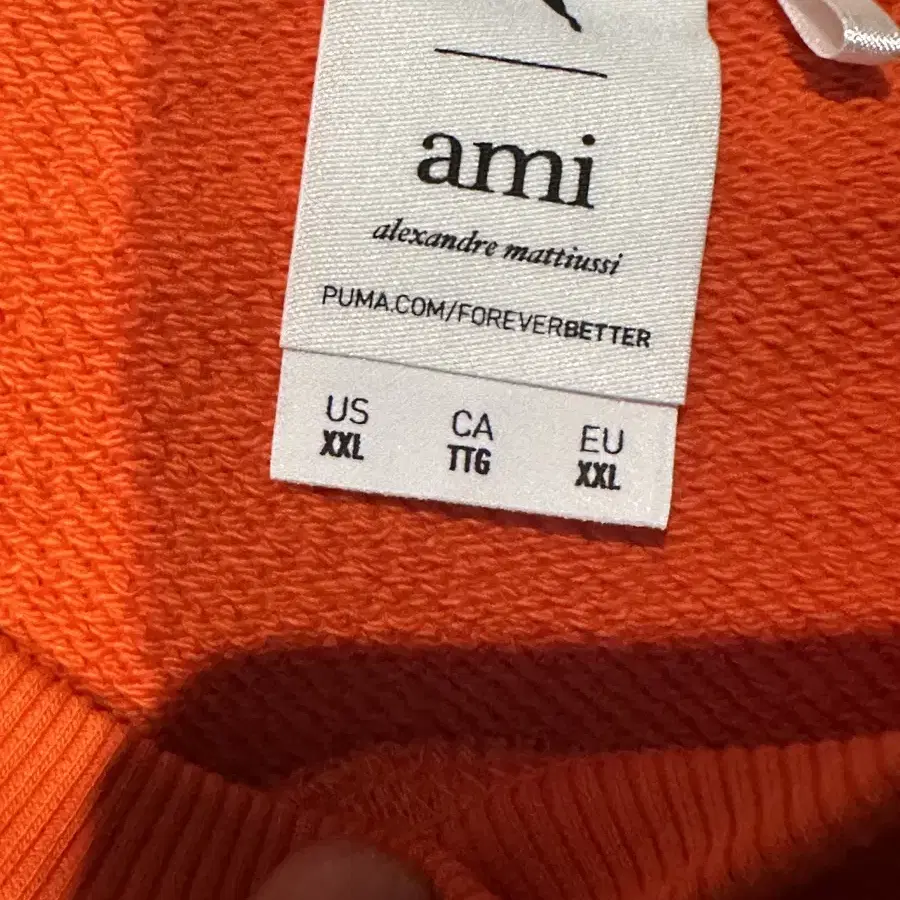 ami
alexandre mattiussi
PUMA.COM/FOREVERBETTER
US CA EU
XXL TTG XXL